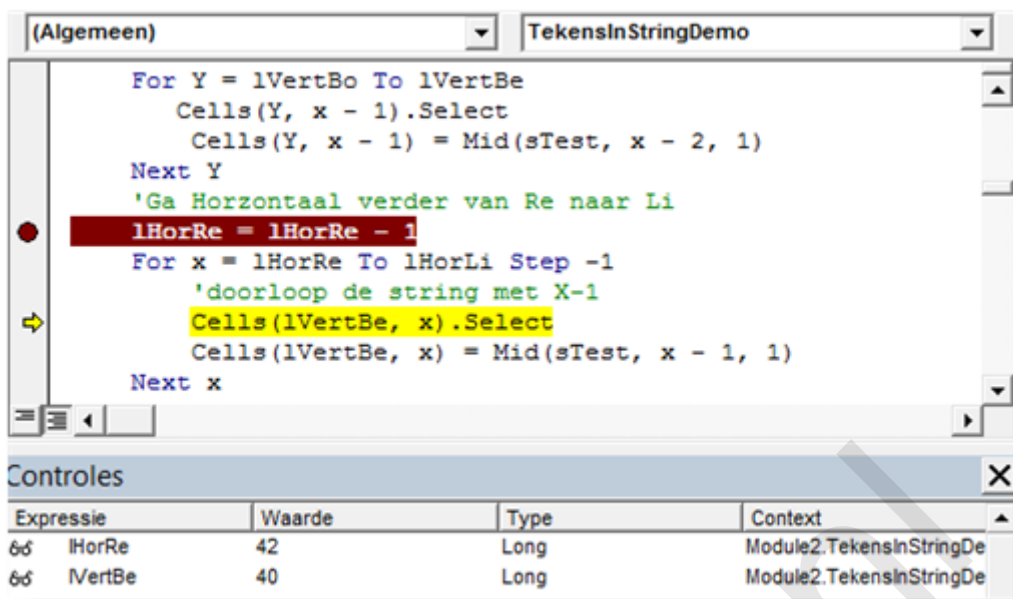 (Algemeen) TekensInStringDemo
For Y = lVertBo To lVertBe
Cells(Y, x - 1).Select
Cells(Y, x - 1) = Mid(sTest, x - 2, 1)
Next Y
'Ga Horzontaal verder van Re naar Li
lHorRe = lHorRe - 1
For x = lHorRe To lHorLi Step -1
'doorloop de string met X-1
Cells(lVertBe, x).Select
Cells(lVertBe, x) = Mid(sTest, x - 1, 1)
Next x
Controles
Expressie Waarde Type Context
lHorRe 42 Long Module2.TekensInStringDe
lVertBe 40 Long Module2.TekensInStringDe